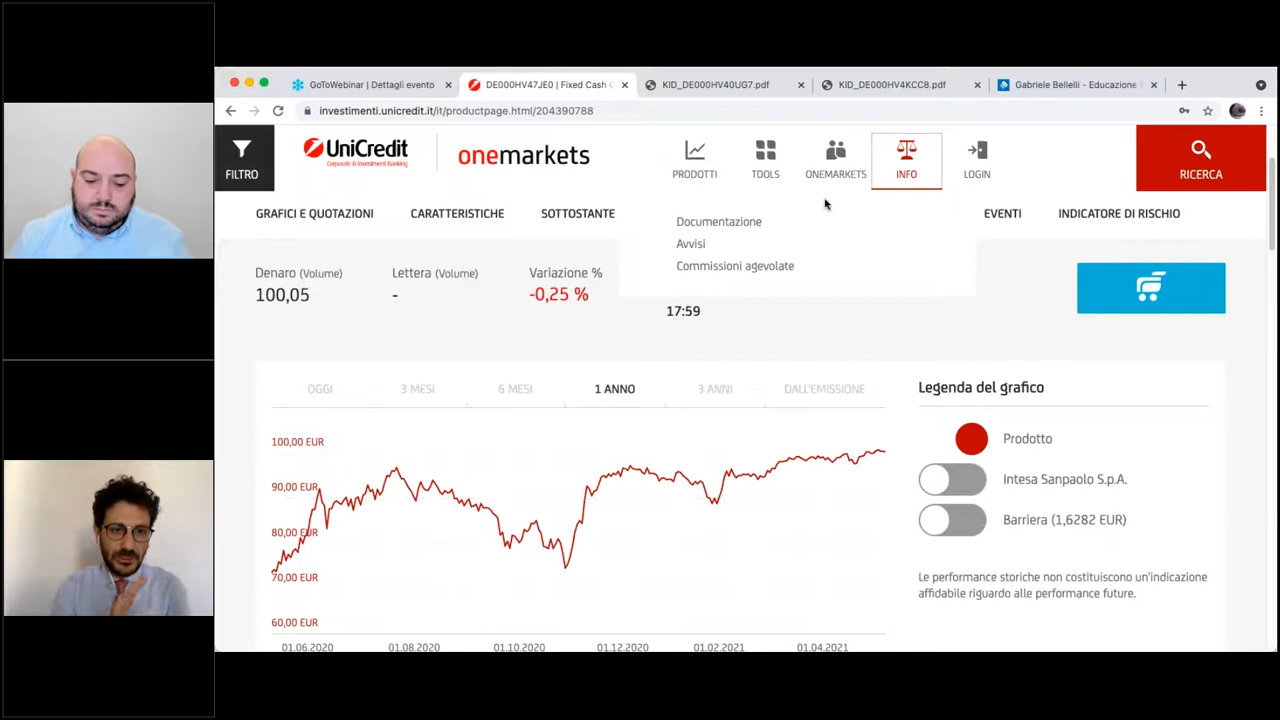 GoToWebinar | Dettagli evento
DE000HV47JE0 | Fixed Cash C
KID_DE000HV40UG7.pdf
KID_DE000HV4KCC8.pdf
Gabriele Bellelli - Educazione
investimenti.unicredit.it/it/productpage.html/204390788
FILTRO
UniCredit
Corporate & Investment Banking
onemarkets
PRODOTTI
TOOLS
ONEMARKETS
INFO
LOGIN
RICERCA
GRAFICI E QUOTAZIONI
CARATTERISTICHE
SOTTOSTANTE
EVENTI
INDICATORE DI RISCHIO
Documentazione
Avvisi
Commissioni agevolate
Denaro (Volume)
100,05
Lettera (Volume)
-
Variazione %
-0,25 %
17:59
OGGI
3 MESI
6 MESI
1 ANNO
3 ANNI
DALL'EMISSIONE
100,00 EUR
90,00 EUR
80,00 EUR
70,00 EUR
60,00 EUR
01.06.2020
01.08.2020
01.10.2020
01.12.2020
01.02.2021
01.04.2021
Legenda del grafico
Prodotto
Intesa Sanpaolo S.p.A.
Barriera (1,6282 EUR)
Le performance storiche non costituiscono un'indicazione
affidabile riguardo alle performance future.